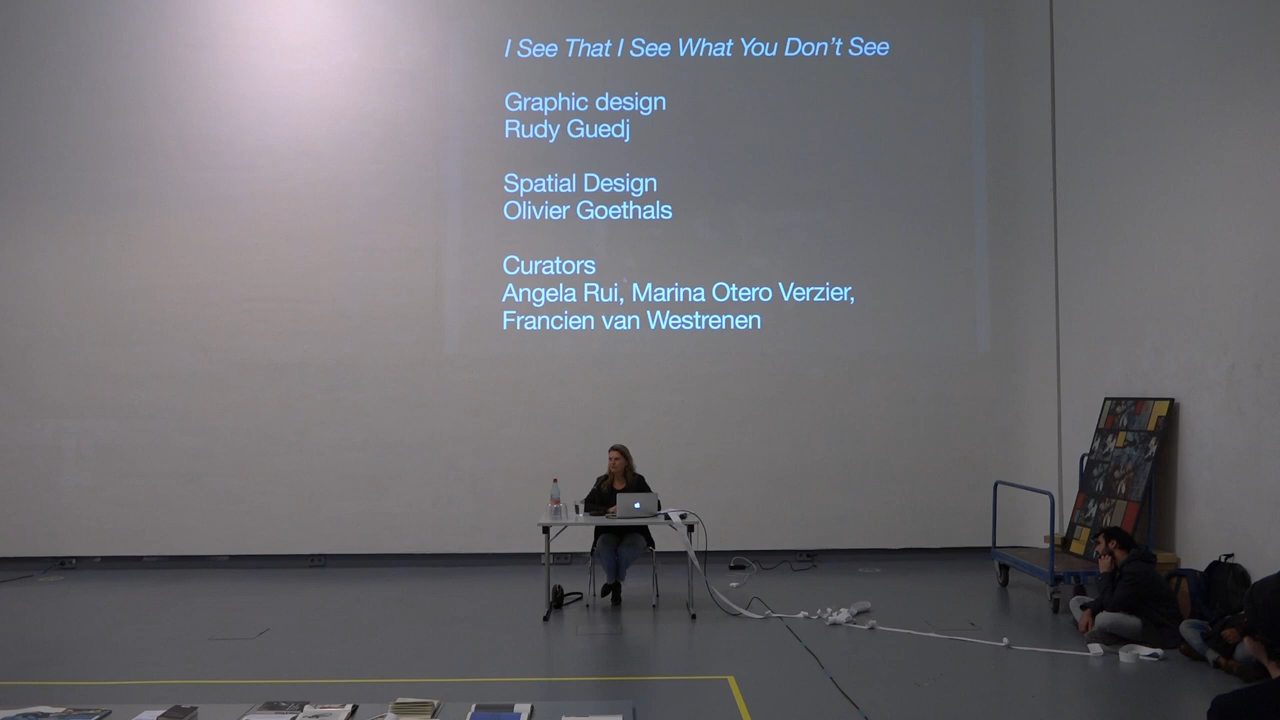 I See That I See What You Don't See
Graphic design
Rudy Guedj
Spatial Design
Olivier Goethals
Curators
Angela Rui, Marina Otero Verzier,
Francien van Westrenen